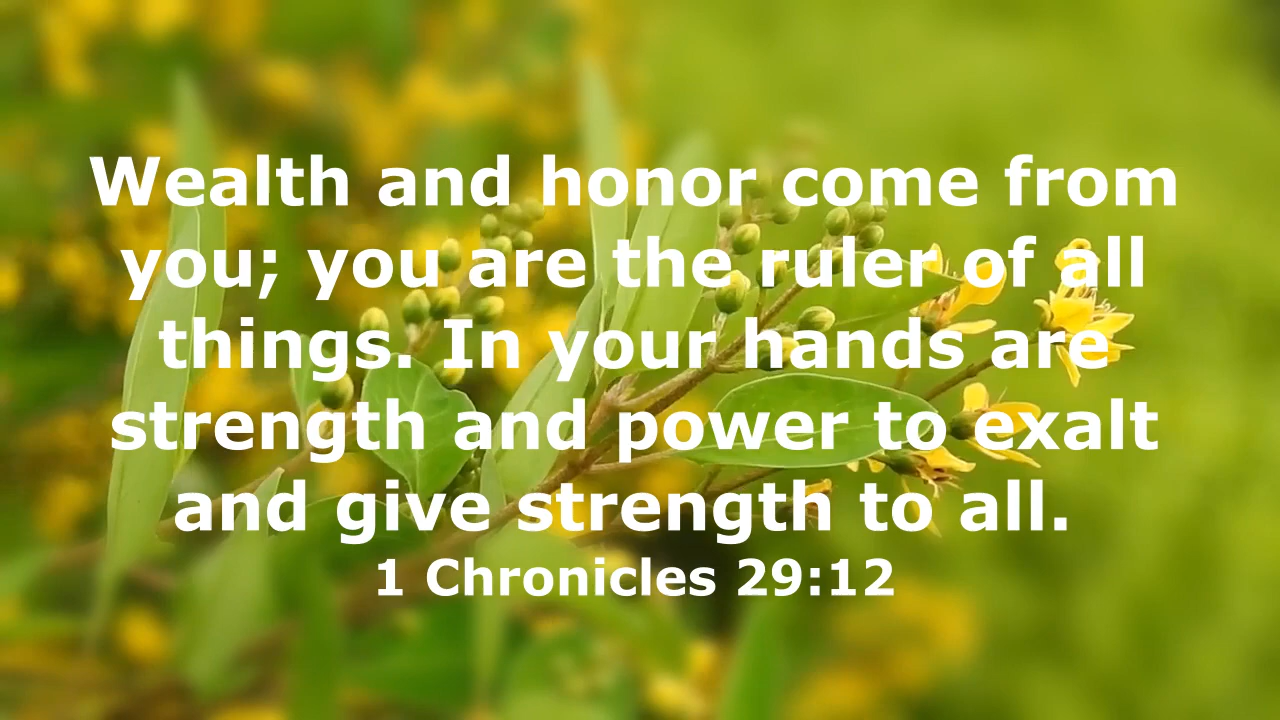 Wealth and honor come from
you; you are the ruler of all
things. In your hands are
strength and power to exalt
and give strength to all.
1 Chronicles 29:12